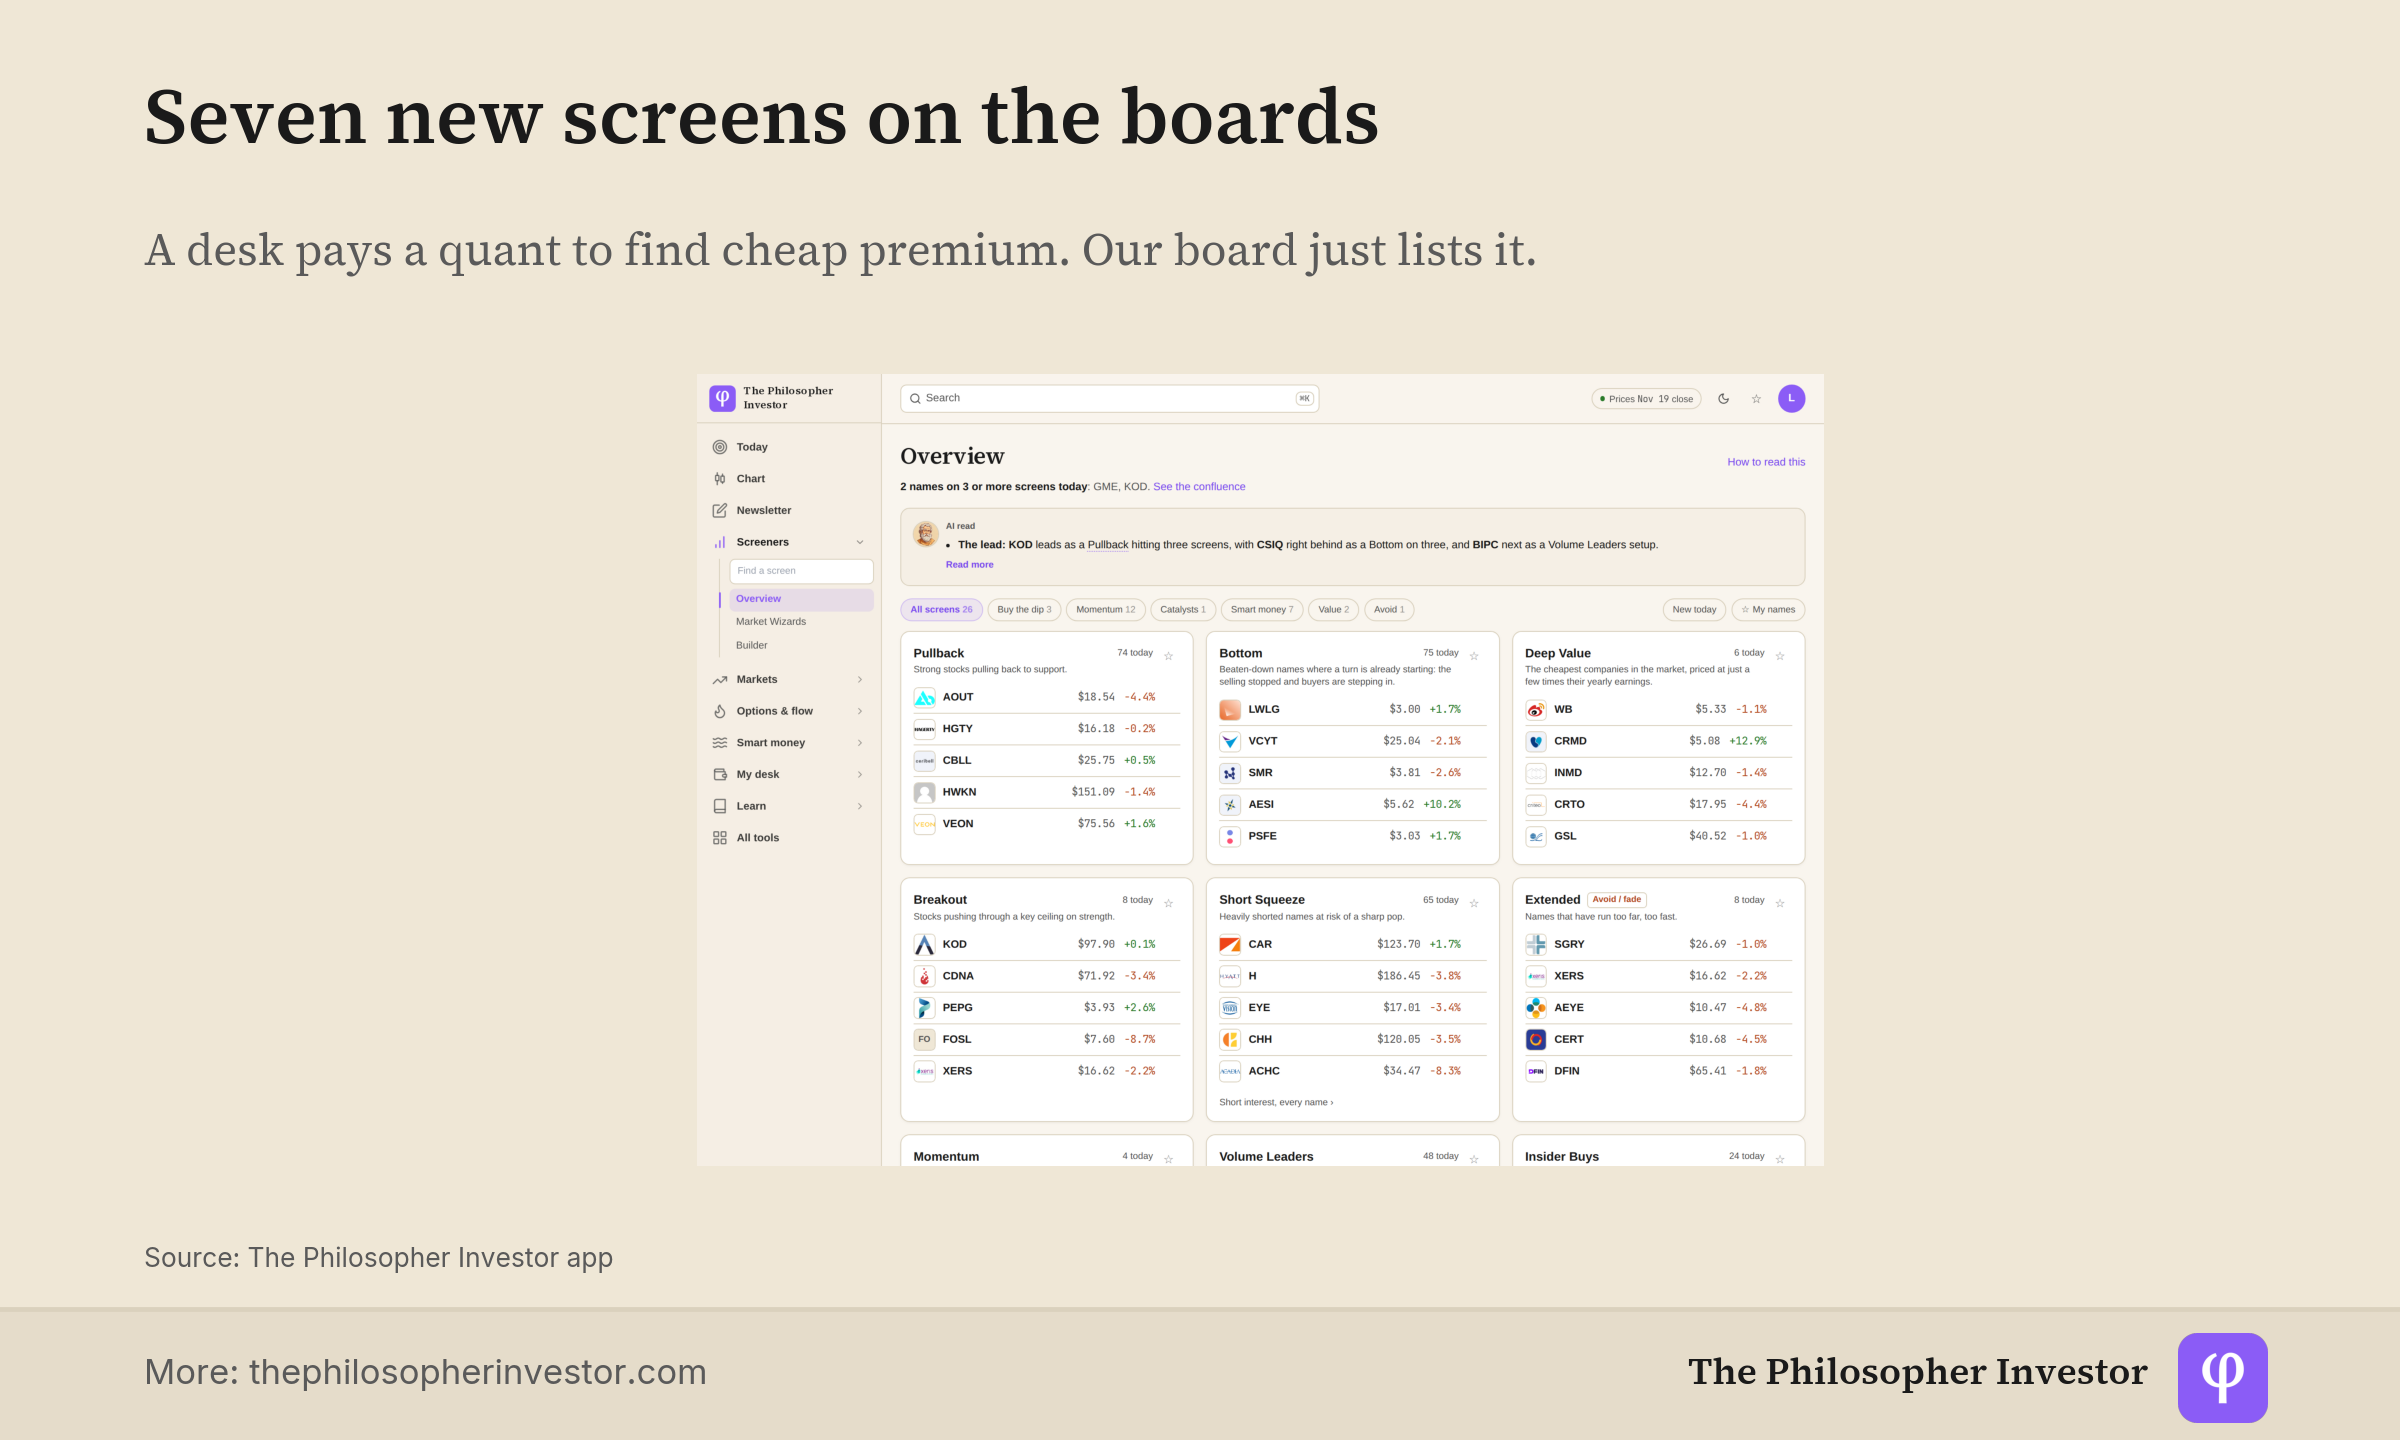 Seven new screens on the boards
A desk pays a quant to find cheap premium. Our board just lists it.
The Philosopher
Investor
Search
⌘K
Prices Nov 19 close
L
Today
Chart
Newsletter
Screeners
Find a screen
Overview
Market Wizards
Builder
Markets
Options & flow
Smart money
My desk
Learn
All tools
Overview
How to read this
2 names on 3 or more screens today: GME, KOD. See the confluence
AI read
• The lead: KOD leads as a Pullback hitting three screens, with CSIQ right behind as a Bottom on three, and BIPC next as a Volume Leaders setup.
Read more
All screens 26 Buy the dip 3 Momentum 12 Catalysts 1 Smart money 7 Value 2 Avoid 1 New today ☆ My names
Pullback 74 today
Strong stocks pulling back to support.
AOUT $18.54 -4.4%
HGTY $16.18 -0.2%
CBLL $25.75 +0.5%
HWKN $151.09 -1.4%
VEON $75.56 +1.6%
Bottom 75 today
Beaten-down names where a turn is already starting: the
selling stopped and buyers are stepping in.
LWLG $3.00 +1.7%
VCYT $25.04 -2.1%
SMR $3.81 -2.6%
AESI $5.62 +10.2%
PSFE $3.03 +1.7%
Deep Value 6 today
The cheapest companies in the market, priced at just a
few times their yearly earnings.
WB $5.33 -1.1%
CRMD $5.08 +12.9%
INMD $12.70 -1.4%
CRTO $17.95 -4.4%
GSL $40.52 -1.0%
Breakout 8 today
Stocks pushing through a key ceiling on strength.
KOD $97.90 +0.1%
CDNA $71.92 -3.4%
PEPG $3.93 +2.6%
FO FOSL $7.60 -8.7%
XERS $16.62 -2.2%
Short Squeeze 65 today
Heavily shorted names at risk of a sharp pop.
CAR $123.70 +1.7%
H $186.45 -3.8%
EYE $17.01 -3.4%
CHH $120.05 -3.5%
ACHC $34.47 -8.3%
Short interest, every name ›
Extended Avoid / fade 8 today
Names that have run too far, too fast.
SGRY $26.69 -1.0%
XERS $16.62 -2.2%
AEYE $10.47 -4.8%
CERT $10.68 -4.5%
DFIN DFIN $65.41 -1.8%
Momentum 4 today
Volume Leaders 48 today
Insider Buys 24 today
Source: The Philosopher Investor app
More: thephilosopherinvestor.com
The Philosopher Investor φ